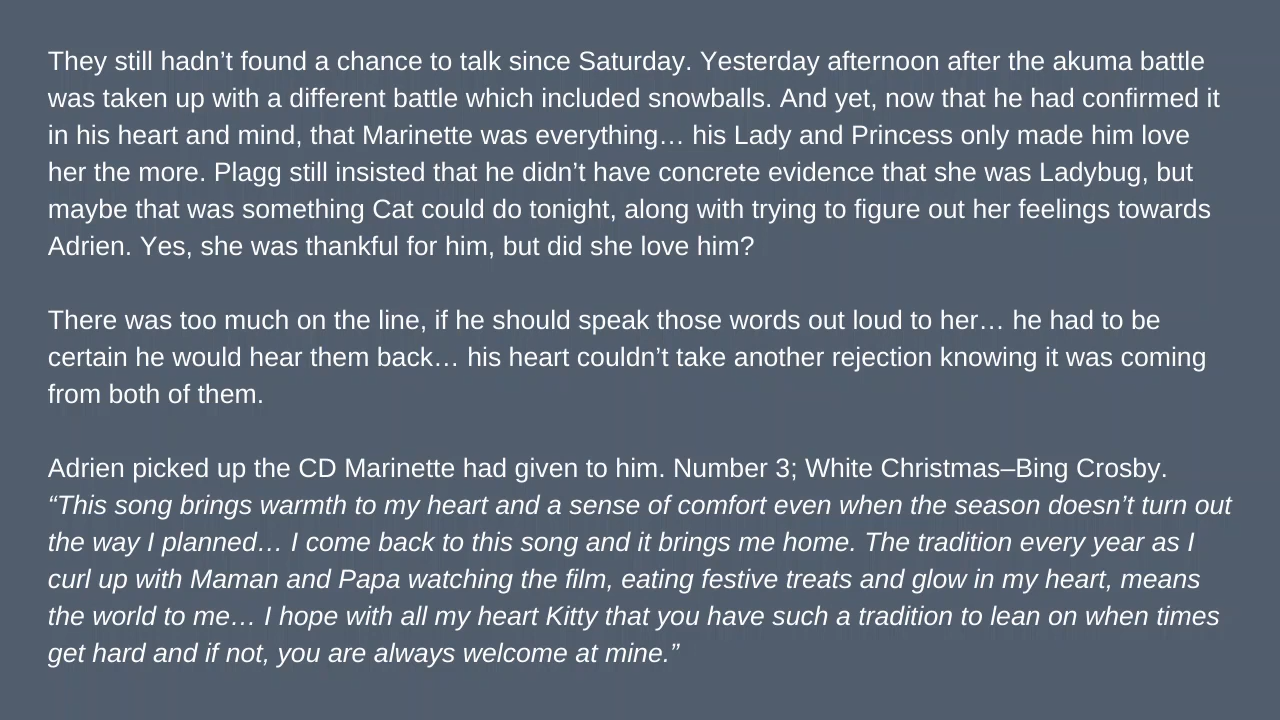 They still hadn’t found a chance to talk since Saturday. Yesterday afternoon after the akuma battle
was taken up with a different battle which included snowballs. And yet, now that he had confirmed it
in his heart and mind, that Marinette was everything… his Lady and Princess only made him love
her the more. Plagg still insisted that he didn’t have concrete evidence that she was Ladybug, but
maybe that was something Cat could do tonight, along with trying to figure out her feelings towards
Adrien. Yes, she was thankful for him, but did she love him?
There was too much on the line, if he should speak those words out loud to her… he had to be
certain he would hear them back… his heart couldn’t take another rejection knowing it was coming
from both of them.
Adrien picked up the CD Marinette had given to him. Number 3; White Christmas–Bing Crosby.
“This song brings warmth to my heart and a sense of comfort even when the season doesn’t turn out
the way I planned… I come back to this song and it brings me home. The tradition every year as I
curl up with Maman and Papa watching the film, eating festive treats and glow in my heart, means
the world to me… I hope with all my heart Kitty that you have such a tradition to lean on when times
get hard and if not, you are always welcome at mine.”